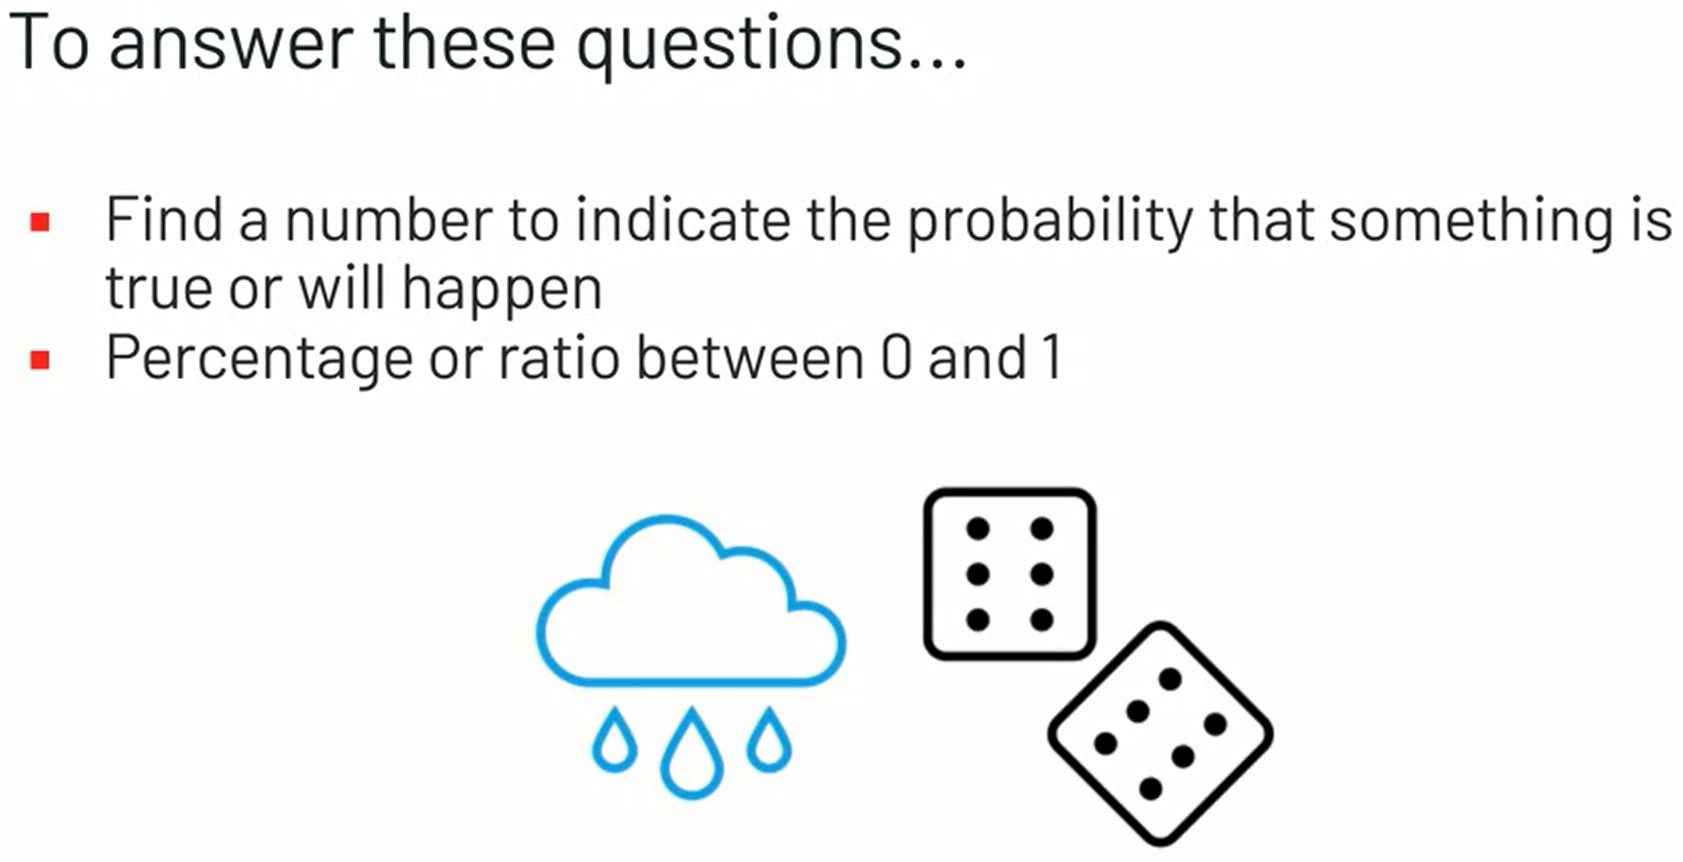 To answer these questions...
Find a number to indicate the probability that something is
true or will happen
Percentage or ratio between 0 and 1